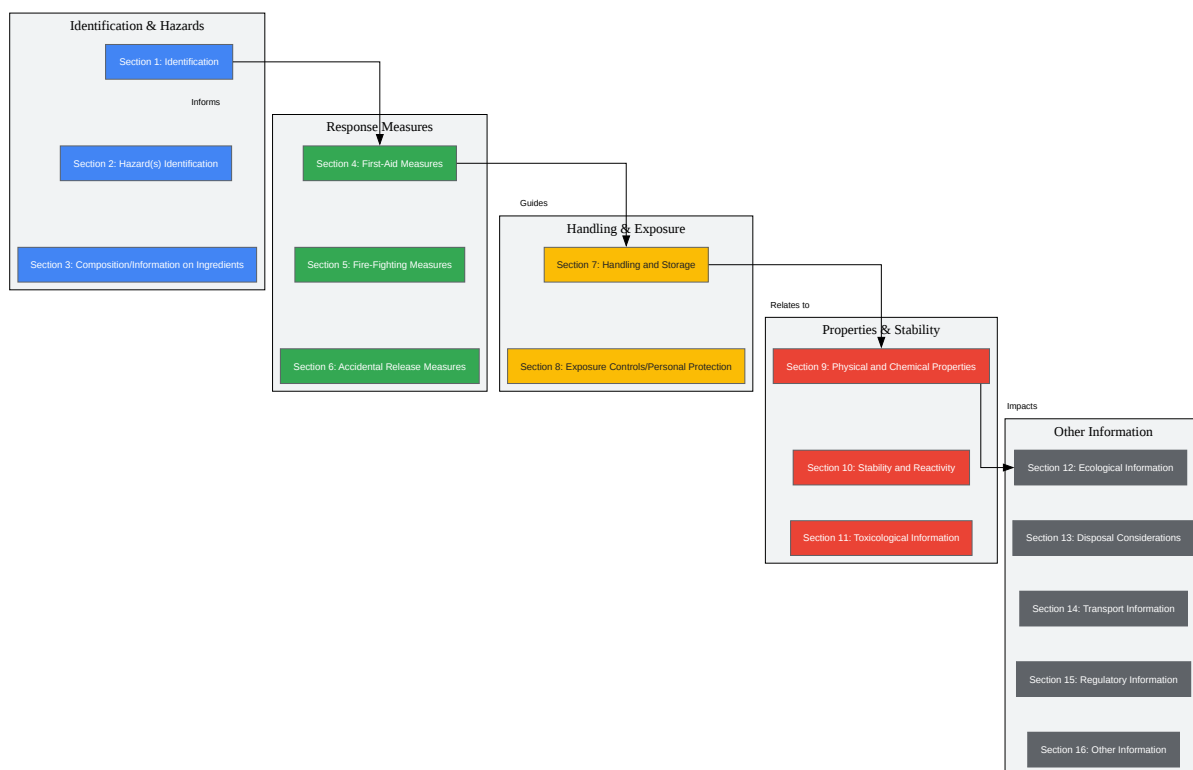 Identification & Hazards
Section 1: Identification
Informs
Section 2: Hazard(s) Identification
Section 3: Composition/Information on Ingredients
Response Measures
Section 4: First-Aid Measures
Section 5: Fire-Fighting Measures
Section 6: Accidental Release Measures
Guides
Handling & Exposure
Section 7: Handling and Storage
Section 8: Exposure Controls/Personal Protection
Relates to
Properties & Stability
Section 9: Physical and Chemical Properties
Section 10: Stability and Reactivity
Section 11: Toxicological Information
Impacts
Other Information
Section 12: Ecological Information
Section 13: Disposal Considerations
Section 14: Transport Information
Section 15: Regulatory Information
Section 16: Other Information